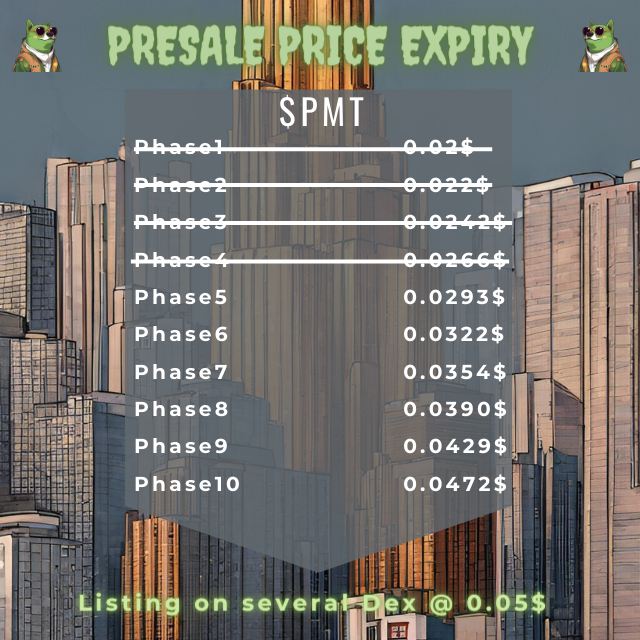 PRESALE PRICE EXPIRY
$PMT
Phase1 0.02$
Phase2 0.022$
Phase3 0.0242$
Phase4 0.0266$
Phase5 0.0293$
Phase6 0.0322$
Phase7 0.0354$
Phase8 0.0390$
Phase9 0.0429$
Phase10 0.0472$
Listing on several Dex @ 0.05$